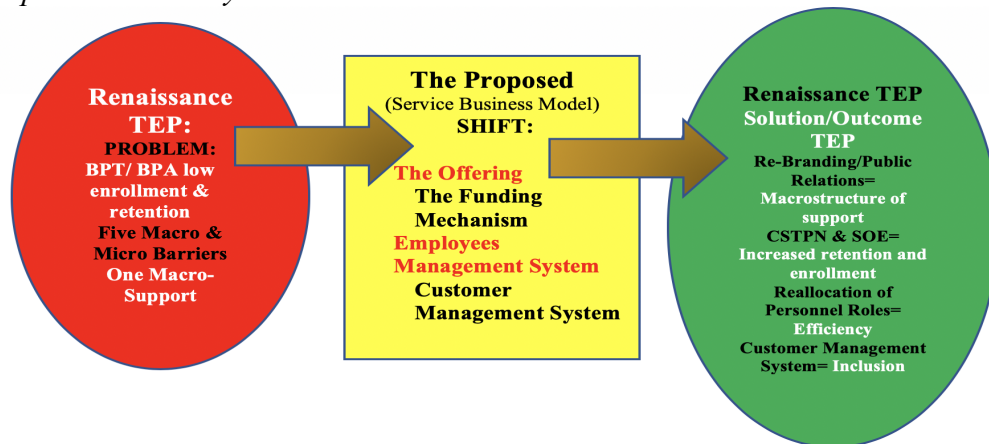 Renaissance
TEP:
PROBLEM:
BPT/ BPA low
enrollment &
retention
Five Macro &
Micro Barriers
One Macro-
Support
The Proposed
(Service Business Model)
SHIFT:
The Offering
The Funding
Mechanism
Employees
Management System
Customer
Management System
Renaissance TEP
Solution/Outcome
TEP
Re-Branding/Public
Relations=
Macrostructure of
support
CSTPN & SOE=
Increased retention and
enrollment
Reallocation of
Personnel Roles=
Efficiency
Customer Management
System= Inclusion